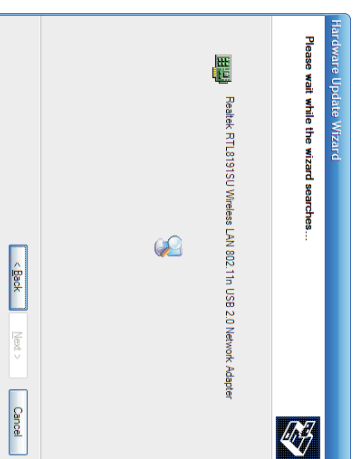 Hardware Update Wizard
Please wait while the wizard searches...
Realtek RTL8191SU Wireless LAN 802.11n USB 2.0 Network Adapter
< Back
Next >
Cancel